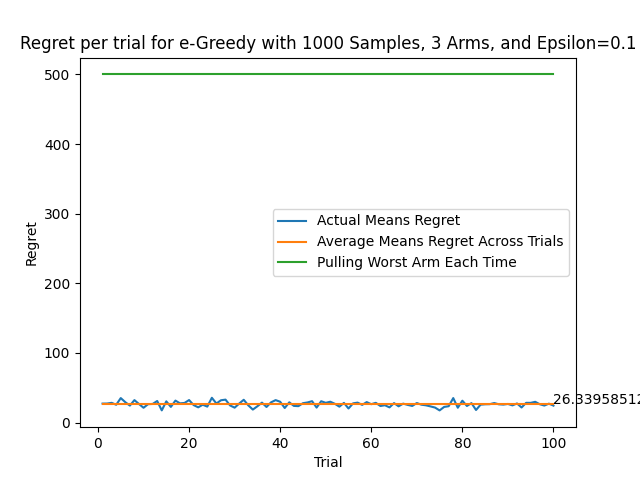 Regret per trial for e-Greedy with 1000 Samples, 3 Arms, and Epsilon=0.1
500
400
300
200
100
0
Regret
Actual Means Regret
Average Means Regret Across Trials
Pulling Worst Arm Each Time
26.33958512
0
20
40
60
80
100
Trial